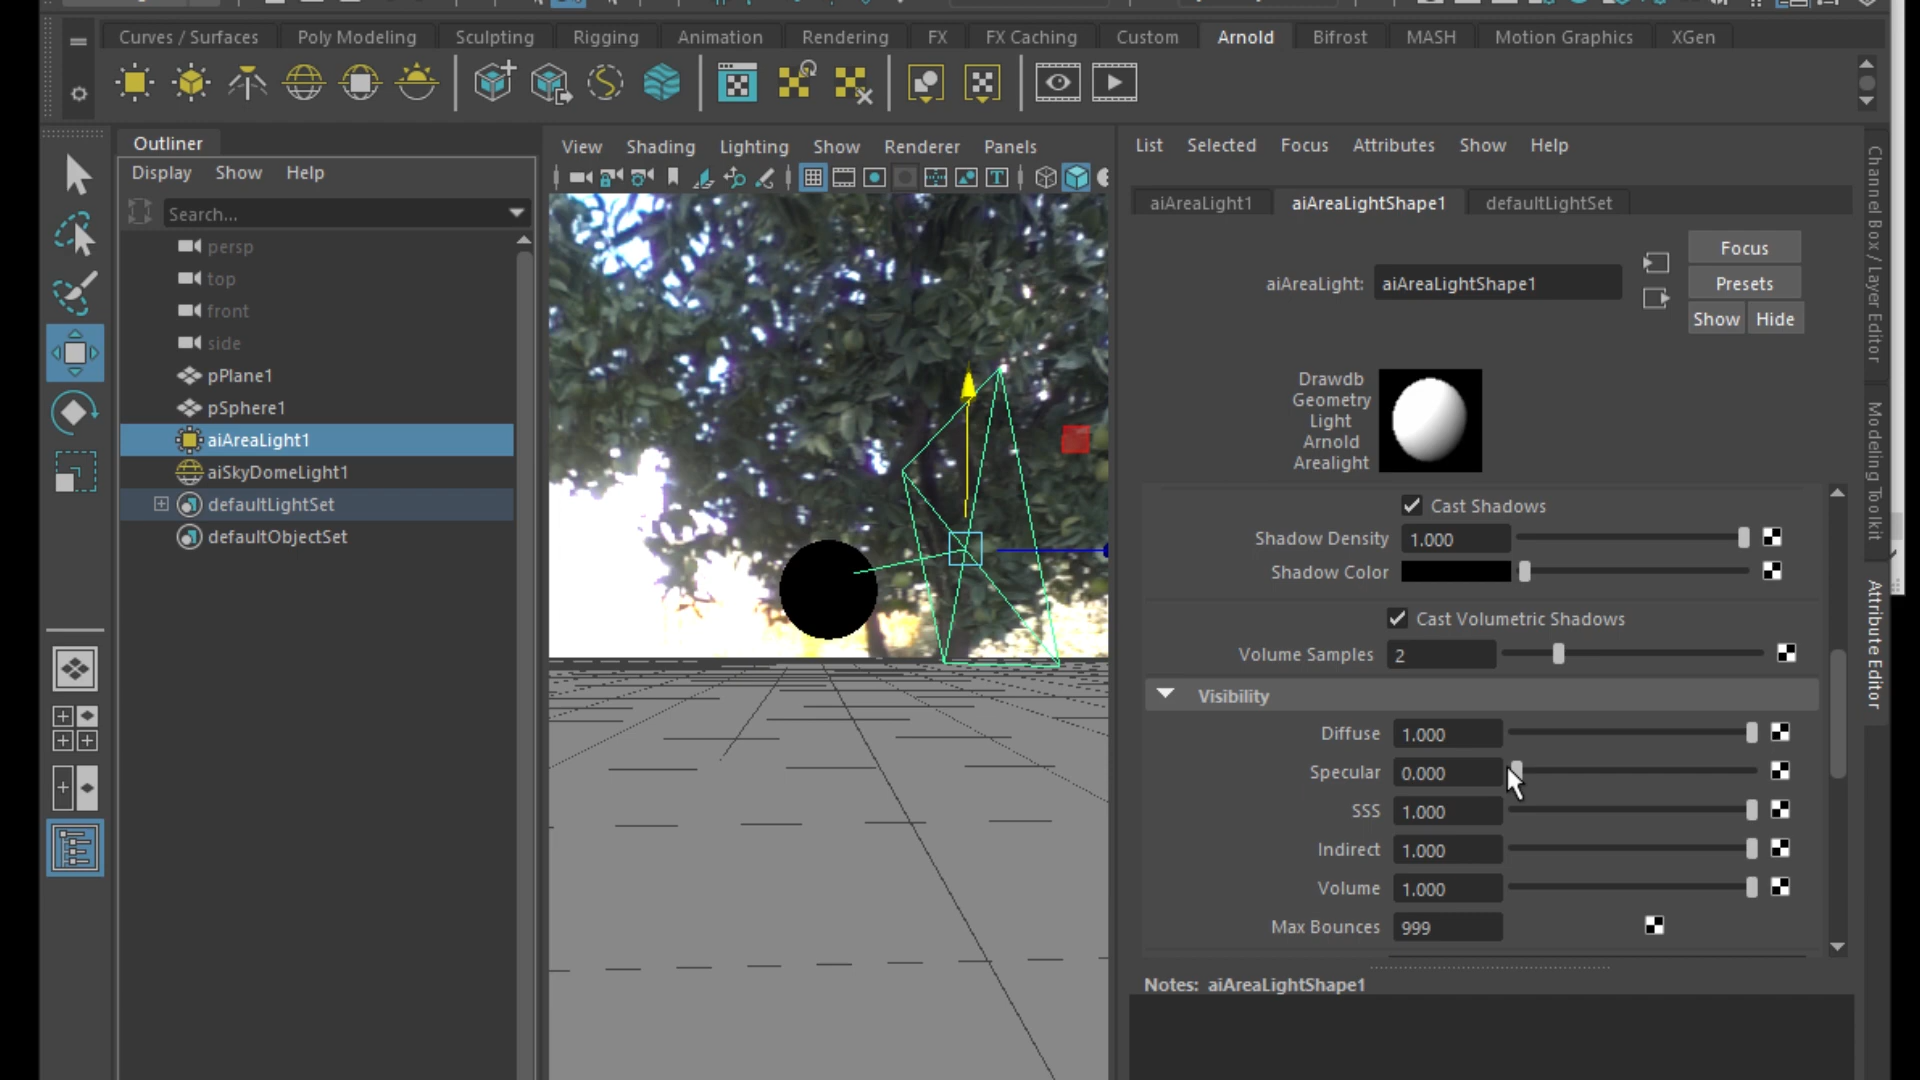 Curves / Surfaces Poly Modeling Sculpting Rigging Animation Rendering FX FX Caching Custom Arnold Bifrost MASH Motion Graphics XGen
Outliner
Display Show Help
Search...
persp
top
front
side
pPlane1
pSphere1
aiAreaLight1
aiSkyDomeLight1
defaultLightSet
defaultObjectSet
View Shading Lighting Show Renderer Panels
List Selected Focus Attributes Show Help
aiAreaLight1 aiAreaLightShape1 defaultLightSet
Focus
aiAreaLight: aiAreaLightShape1
Presets
Show Hide
Drawdb
Geometry
Light
Arnold
Arealight
Cast Shadows
Shadow Density 1.000
Shadow Color
Cast Volumetric Shadows
Volume Samples 2
Visibility
Diffuse 1.000
Specular 0.000
SSS 1.000
Indirect 1.000
Volume 1.000
Max Bounces 999
Notes: aiAreaLightShape1
Channel Box / Layer Editor
Modeling Toolkit
Attribute Editor